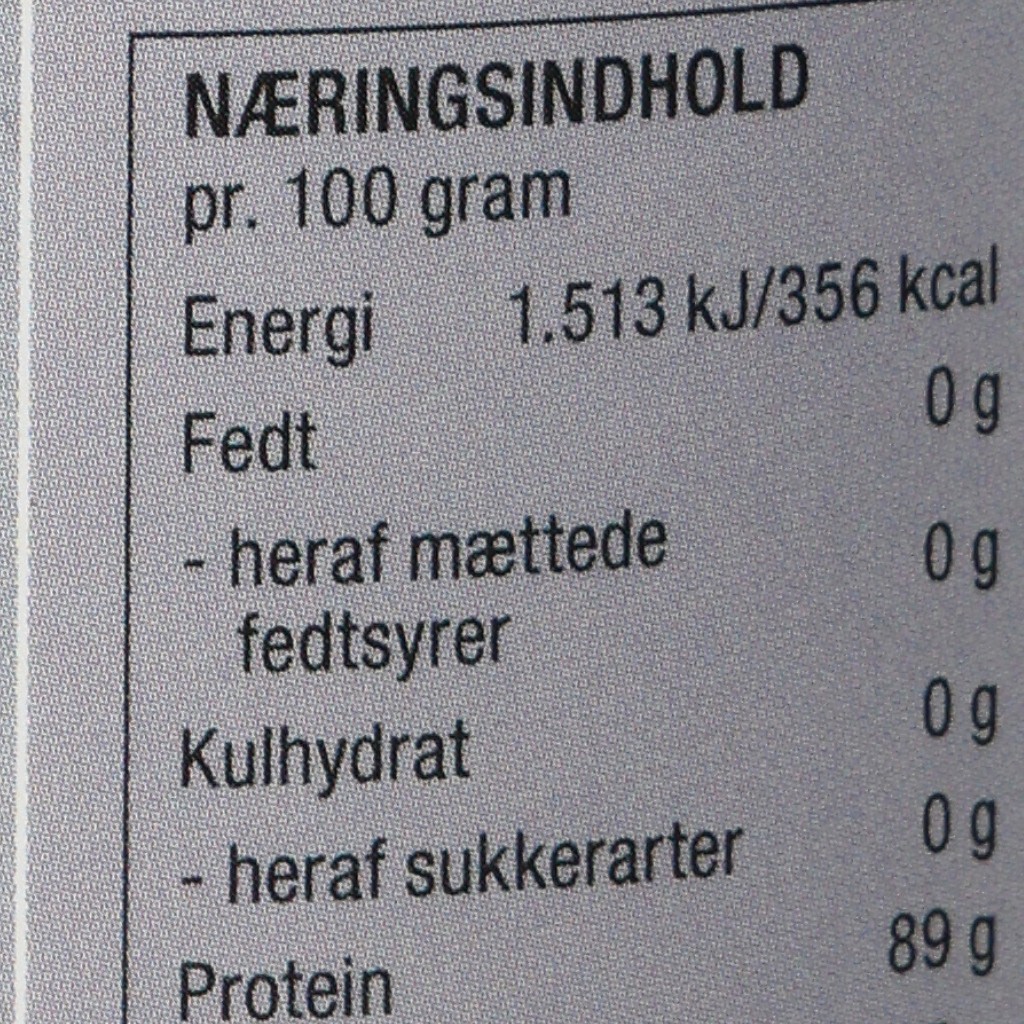 NÆRINGSINDHOLD
pr. 100 gram
Energi 1.513 kJ/356 kcal
Fedt 0 g
- heraf mættede 0 g
fedtsyrer
Kulhydrat 0 g
- heraf sukkerarter 0 g
Protein 89 g